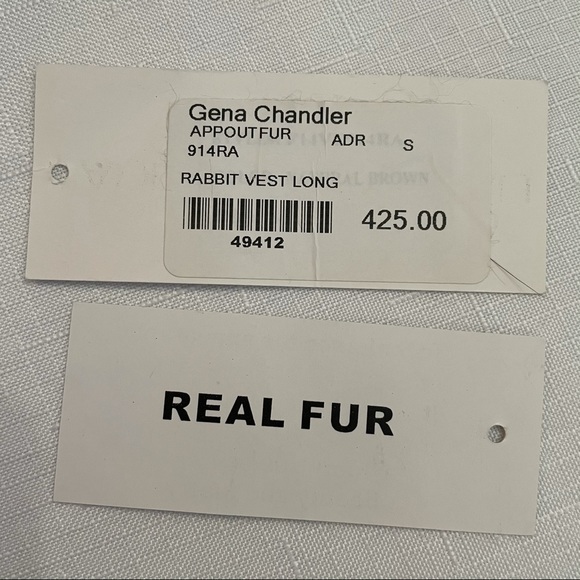 Gena Chandler
APPOUTFUR ADR S
914RA
RABBIT VEST LONG
49412 425.00
REAL FUR